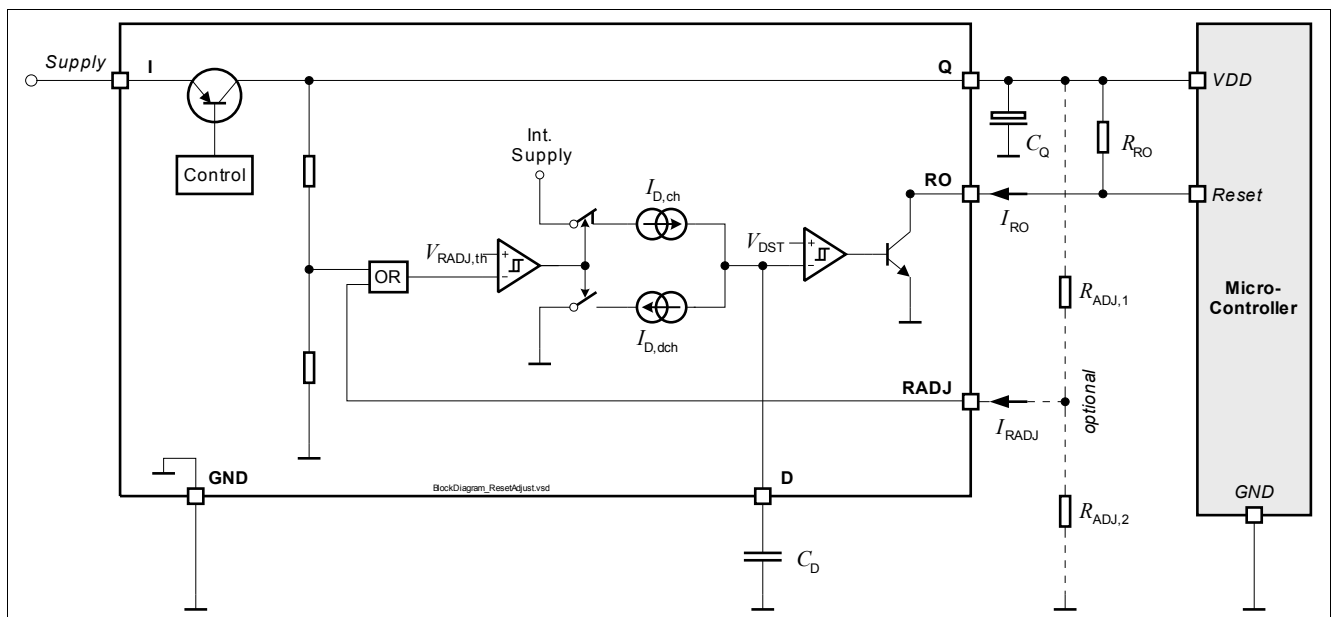 Supply
I
Q
VDD
Int.
Supply
C_Q
R_RO
Control
I_D,ch
RO
Reset
I_RO
V_RADJ,th
+
-
V_DST
+
-
OR
R_ADJ,1
Micro-
Controller
I_D,dch
RADJ
optional
I_RADJ
GND
D
BlockDiagram_ResetAdjust.vsd
GND
R_ADJ,2
C_D